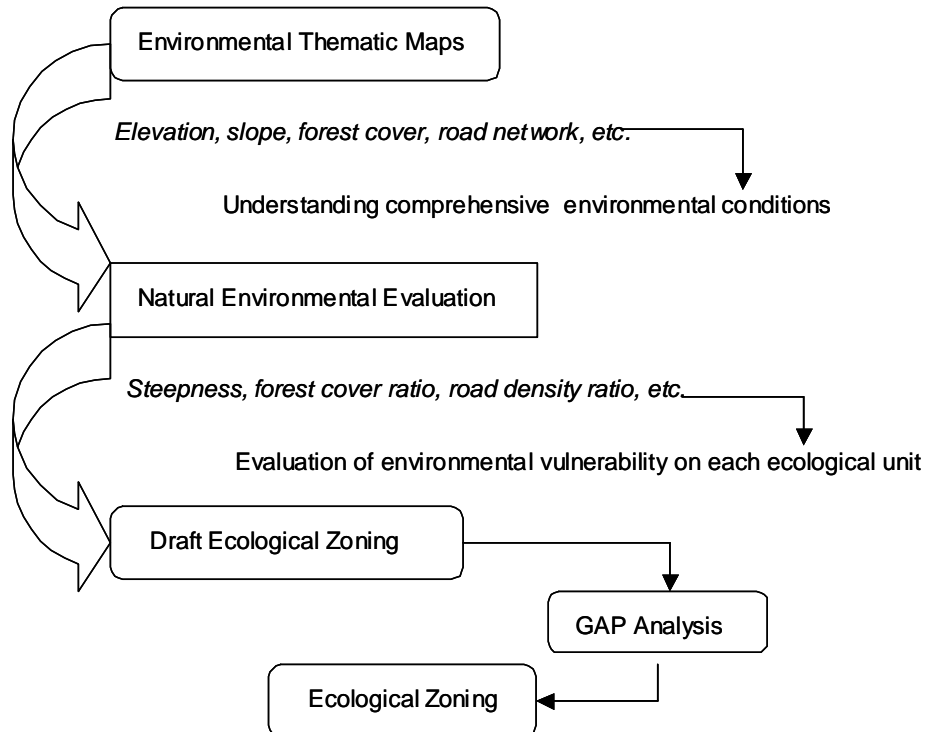 Environmental Thematic Maps
Elevation, slope, forest cover, road network, etc.
Understanding comprehensive environmental conditions
Natural Environmental Evaluation
Steepness, forest cover ratio, road density ratio, etc.
Evaluation of environmental vulnerability on each ecological unit
Draft Ecological Zoning
GAP Analysis
Ecological Zoning